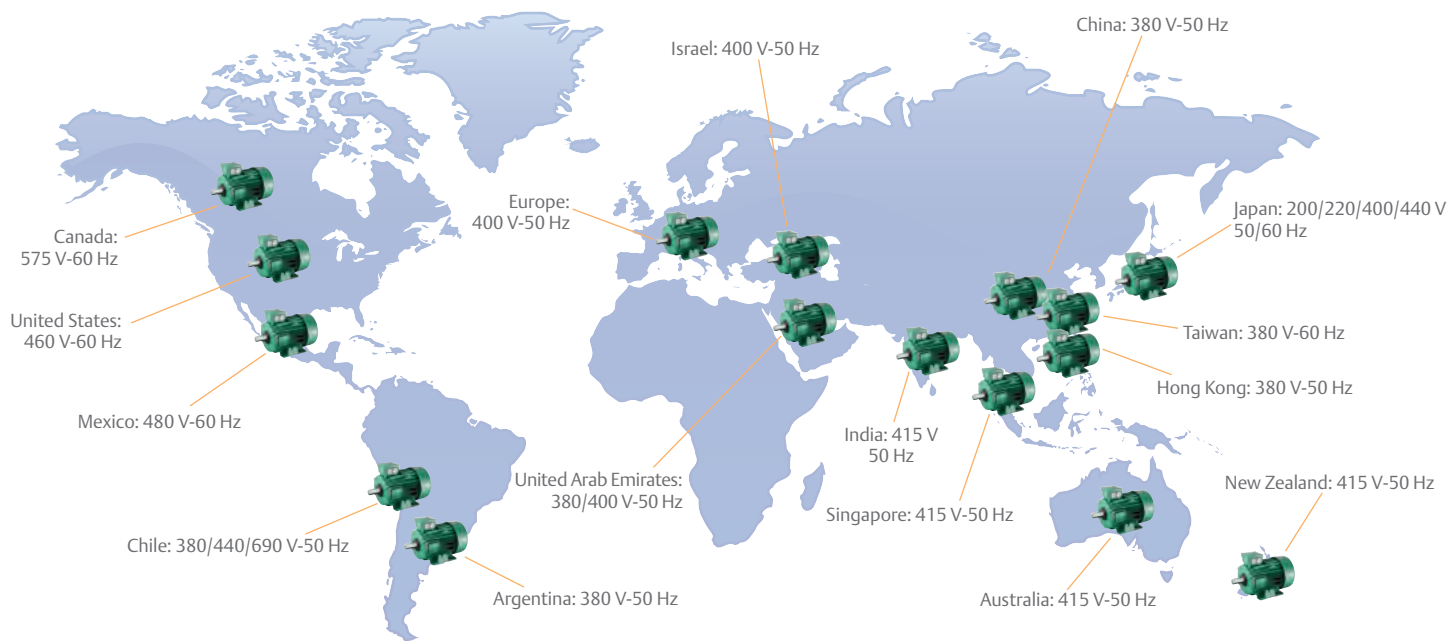 China: 380 V-50 Hz
Israel: 400 V-50 Hz
Europe:
400 V-50 Hz
Japan: 200/220/400/440 V
50/60 Hz
Canada:
575 V-60 Hz
United States:
460 V-60 Hz
Taiwan: 380 V-60 Hz
Hong Kong: 380 V-50 Hz
Mexico: 480 V-60 Hz
India: 415 V
50 Hz
United Arab Emirates:
380/400 V-50 Hz
New Zealand: 415 V-50 Hz
Singapore: 415 V-50 Hz
Chile: 380/440/690 V-50 Hz
Argentina: 380 V-50 Hz
Australia: 415 V-50 Hz